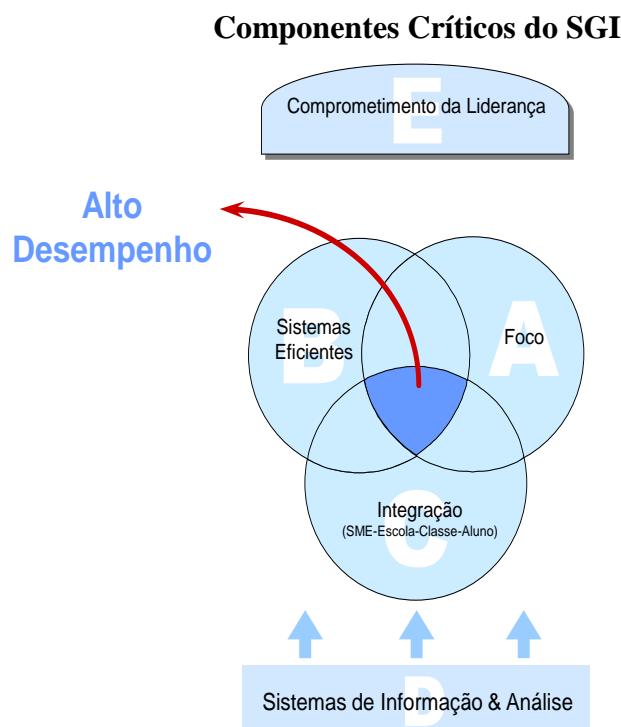 Componentes Críticos do SGI
E
Comprometimento da Liderança
Alto
Desempenho
B
Sistemas
Eficientes
A
Foco
C
Integração
(SME-Escola-Classe-Aluno)
D
Sistemas de Informação & Análise